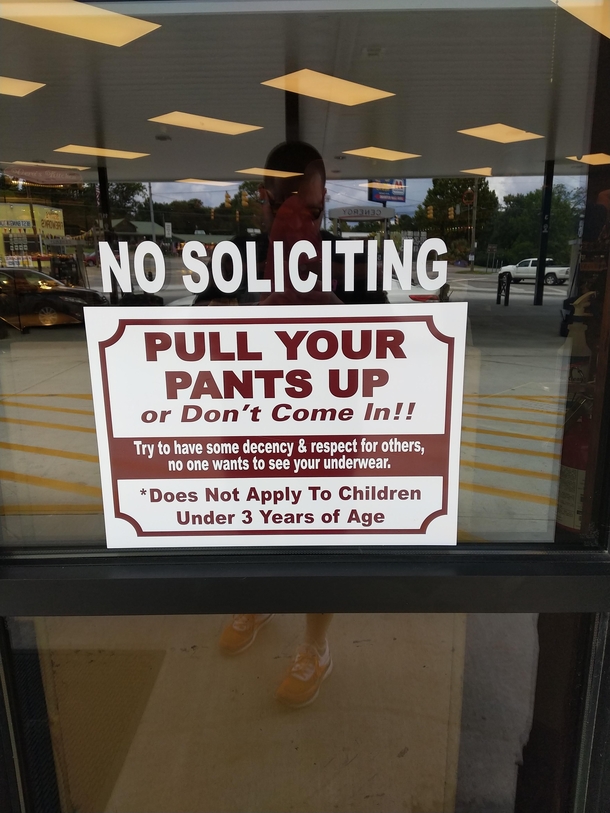 NO SOLICITING
PULL YOUR
PANTS UP
or Don't Come In!!
Try to have some decency & respect for others,
no one wants to see your underwear.
*Does Not Apply To Children
Under 3 Years of Age